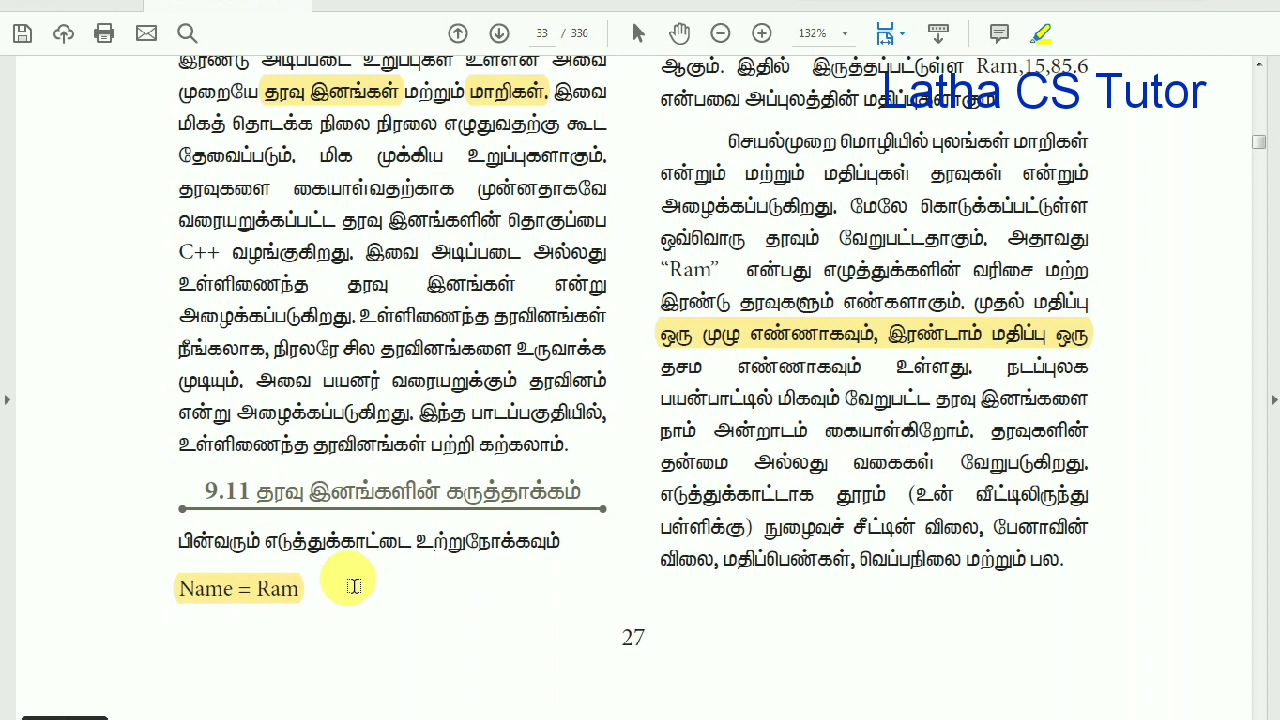 33 / 336
132%
Latha CS Tutor
இரண்டு அடிப்படை உறுப்புகள் உள்ளன அவை
முறையே தரவு இனங்கள் மற்றும் மாறிகள். இவை
மிகத் தொடக்க நிலை நிரலை எழுதுவதற்கு கூட
தேவைப்படும். மிக முக்கிய உறுப்புகளாகும்.
தரவுகளை கையாள்வதற்காக முன்னதாகவே
வரையறுக்கப்பட்ட தரவு இனங்களின் தொகுப்பை
C++ வழங்குகிறது. இவை அடிப்படை அல்லது
உள்ளிணைந்த தரவு இனங்கள் என்று
அழைக்கப்படுகிறது. உள்ளிணைந்த தரவினங்கள்
நீங்கலாக, நிரலரே சில தரவினங்களை உருவாக்க
முடியும். அவை பயனர் வரையறுக்கும் தரவினம்
என்று அழைக்கப்படுகிறது. இந்த பாடப்பகுதியில்,
உள்ளிணைந்த தரவினங்கள் பற்றி கற்கலாம்.
9.11 தரவு இனங்களின் கருத்தாக்கம்
பின்வரும் எடுத்துக்காட்டை உற்றுநோக்கவும்
Name = Ram
ஆகும். இதில் இருத்தப்பட்டுள்ள Ram,15,85.6
என்பவை அப்புலத்தின் மதிப்புகளாகும்.
செயல்முறை மொழியில் புலங்கள் மாறிகள்
என்றும் மற்றும் மதிப்புகள் தரவுகள் என்றும்
அழைக்கப்படுகிறது. மேலே கொடுக்கப்பட்டுள்ள
ஒவ்வொரு தரவும் வேறுபட்டதாகும். அதாவது
“Ram” என்பது எழுத்துக்களின் வரிசை மற்ற
இரண்டு தரவுகளும் எண்களாகும். முதல் மதிப்பு
ஒரு முழு எண்ணாகவும், இரண்டாம் மதிப்பு ஒரு
தசம எண்ணாகவும் உள்ளது. நடப்புலக
பயன்பாட்டில் மிகவும் வேறுபட்ட தரவு இனங்களை
நாம் அன்றாடம் கையாள்கிறோம். தரவுகளின்
தன்மை அல்லது வகைகள் வேறுபடுகிறது.
எடுத்துக்காட்டாக தூரம் (உன் வீட்டிலிருந்து
பள்ளிக்கு) நுழைவுச் சீட்டின் விலை, பேனாவின்
விலை, மதிப்பெண்கள், வெப்பநிலை மற்றும் பல.
27